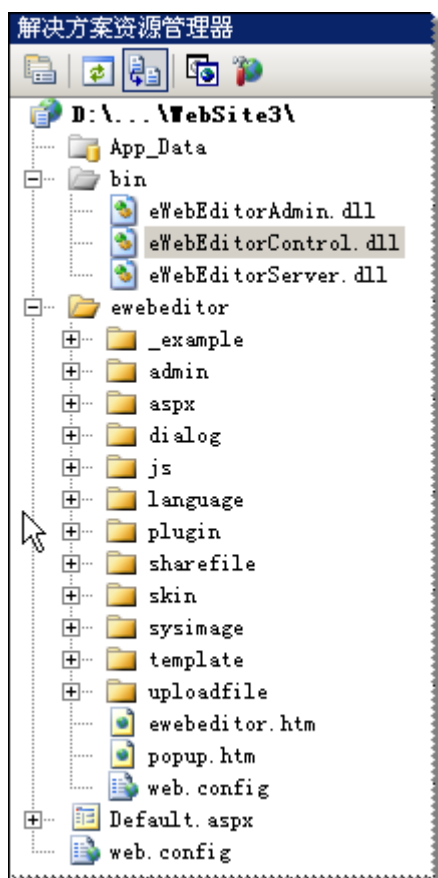 解决方案资源管理器
D:\...\WebSite3\
App_Data
bin
eWebEditorAdmin.dll
eWebEditorControl.dll
eWebEditorServer.dll
ewebeditor
_example
admin
aspx
dialog
js
language
plugin
sharefile
skin
sysimage
template
uploadfile
ewebeditor.htm
popup.htm
web.config
Default.aspx
web.config